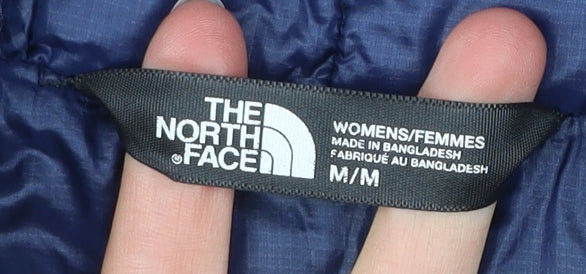 THE
NORTH
®FACE
WOMENS/FEMMES
MADE IN BANGLADESH
FABRIQUÉ AU BANGLADESH
M/M